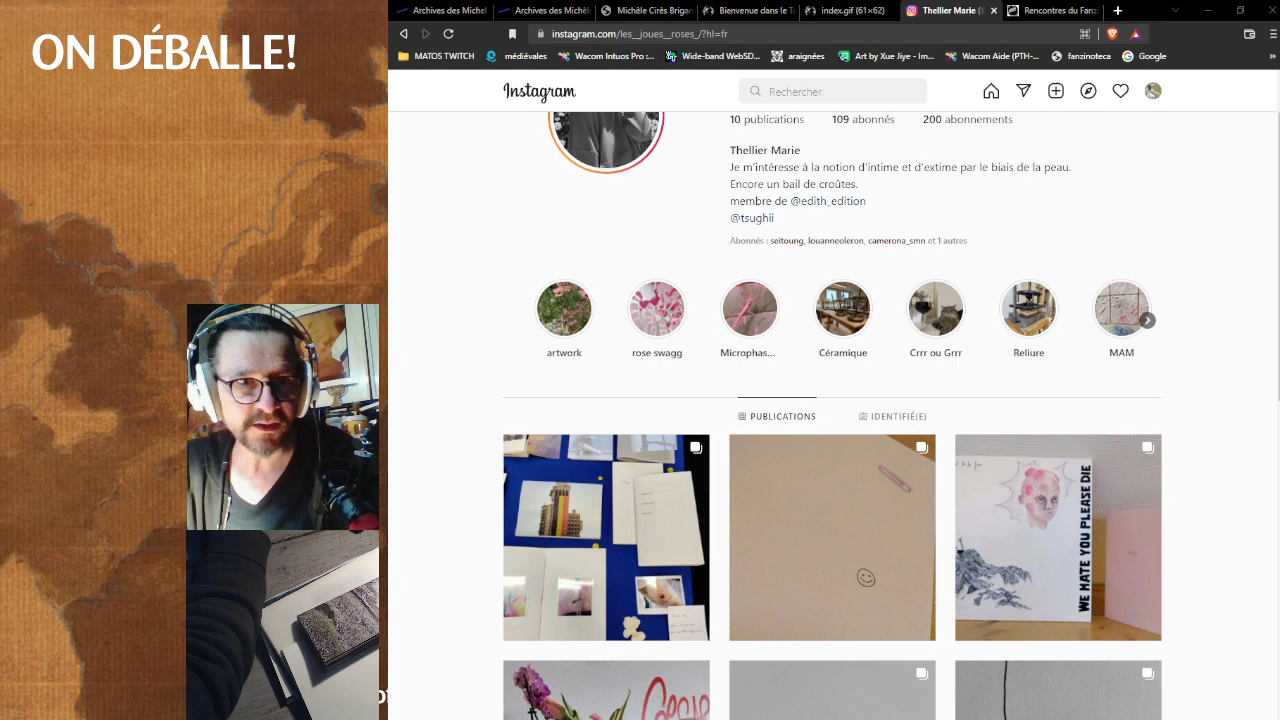 ON DÉBALLE!
Archives des Michel
Archives des Michel
Michèle Cirès Brigan
Bienvenue dans le T
index.gif (61×62)
Thellier Marie (
Rencontres du Fanz
instagram.com/les_joues_roses_/?hl=fr
MATOS TWITCH
médiévales
Wacom Intuos Pro :...
Wide-band WebSD...
araignées
Art by Xue Jiye - Im...
Wacom Aide (PTH-...
fanzinoteca
Google
Instagram
Rechercher
10 publications 109 abonnés 200 abonnements
Thellier Marie
Je m'intéresse à la notion d'intime et d'extime par le biais de la peau.
Encore un bail de croûtes.
membre de @edith_edition
@tsughii
Abonnés : seitoung, louanneoleron, camerona_smn et 1 autres
artwork
rose swagg
Microphas...
Céramique
Crrr ou Grrr
Reliure
MAM
PUBLICATIONS
IDENTIFIÉ(E)
WE HATE YOU PLEASE DIE